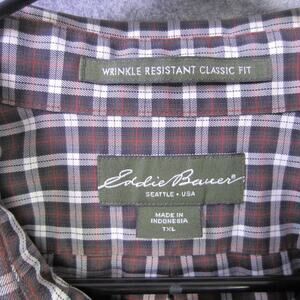 WRINKLE RESISTANT CLASSIC FIT
Eddie Bauer®
SEATTLE • USA
MADE IN
INDONESIA
TXL